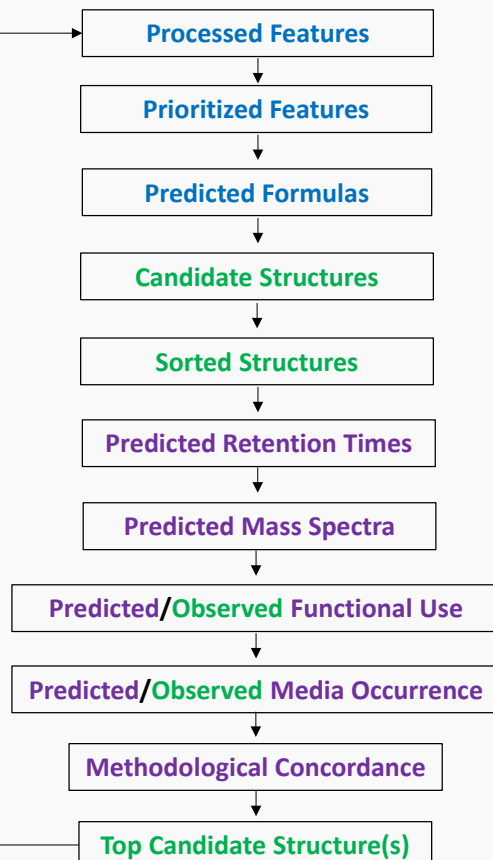 Processed Features
Prioritized Features
Predicted Formulas
Candidate Structures
Sorted Structures
Predicted Retention Times
Predicted Mass Spectra
Predicted/Observed Functional Use
Predicted/Observed Media Occurrence
Methodological Concordance
Top Candidate Structure(s)